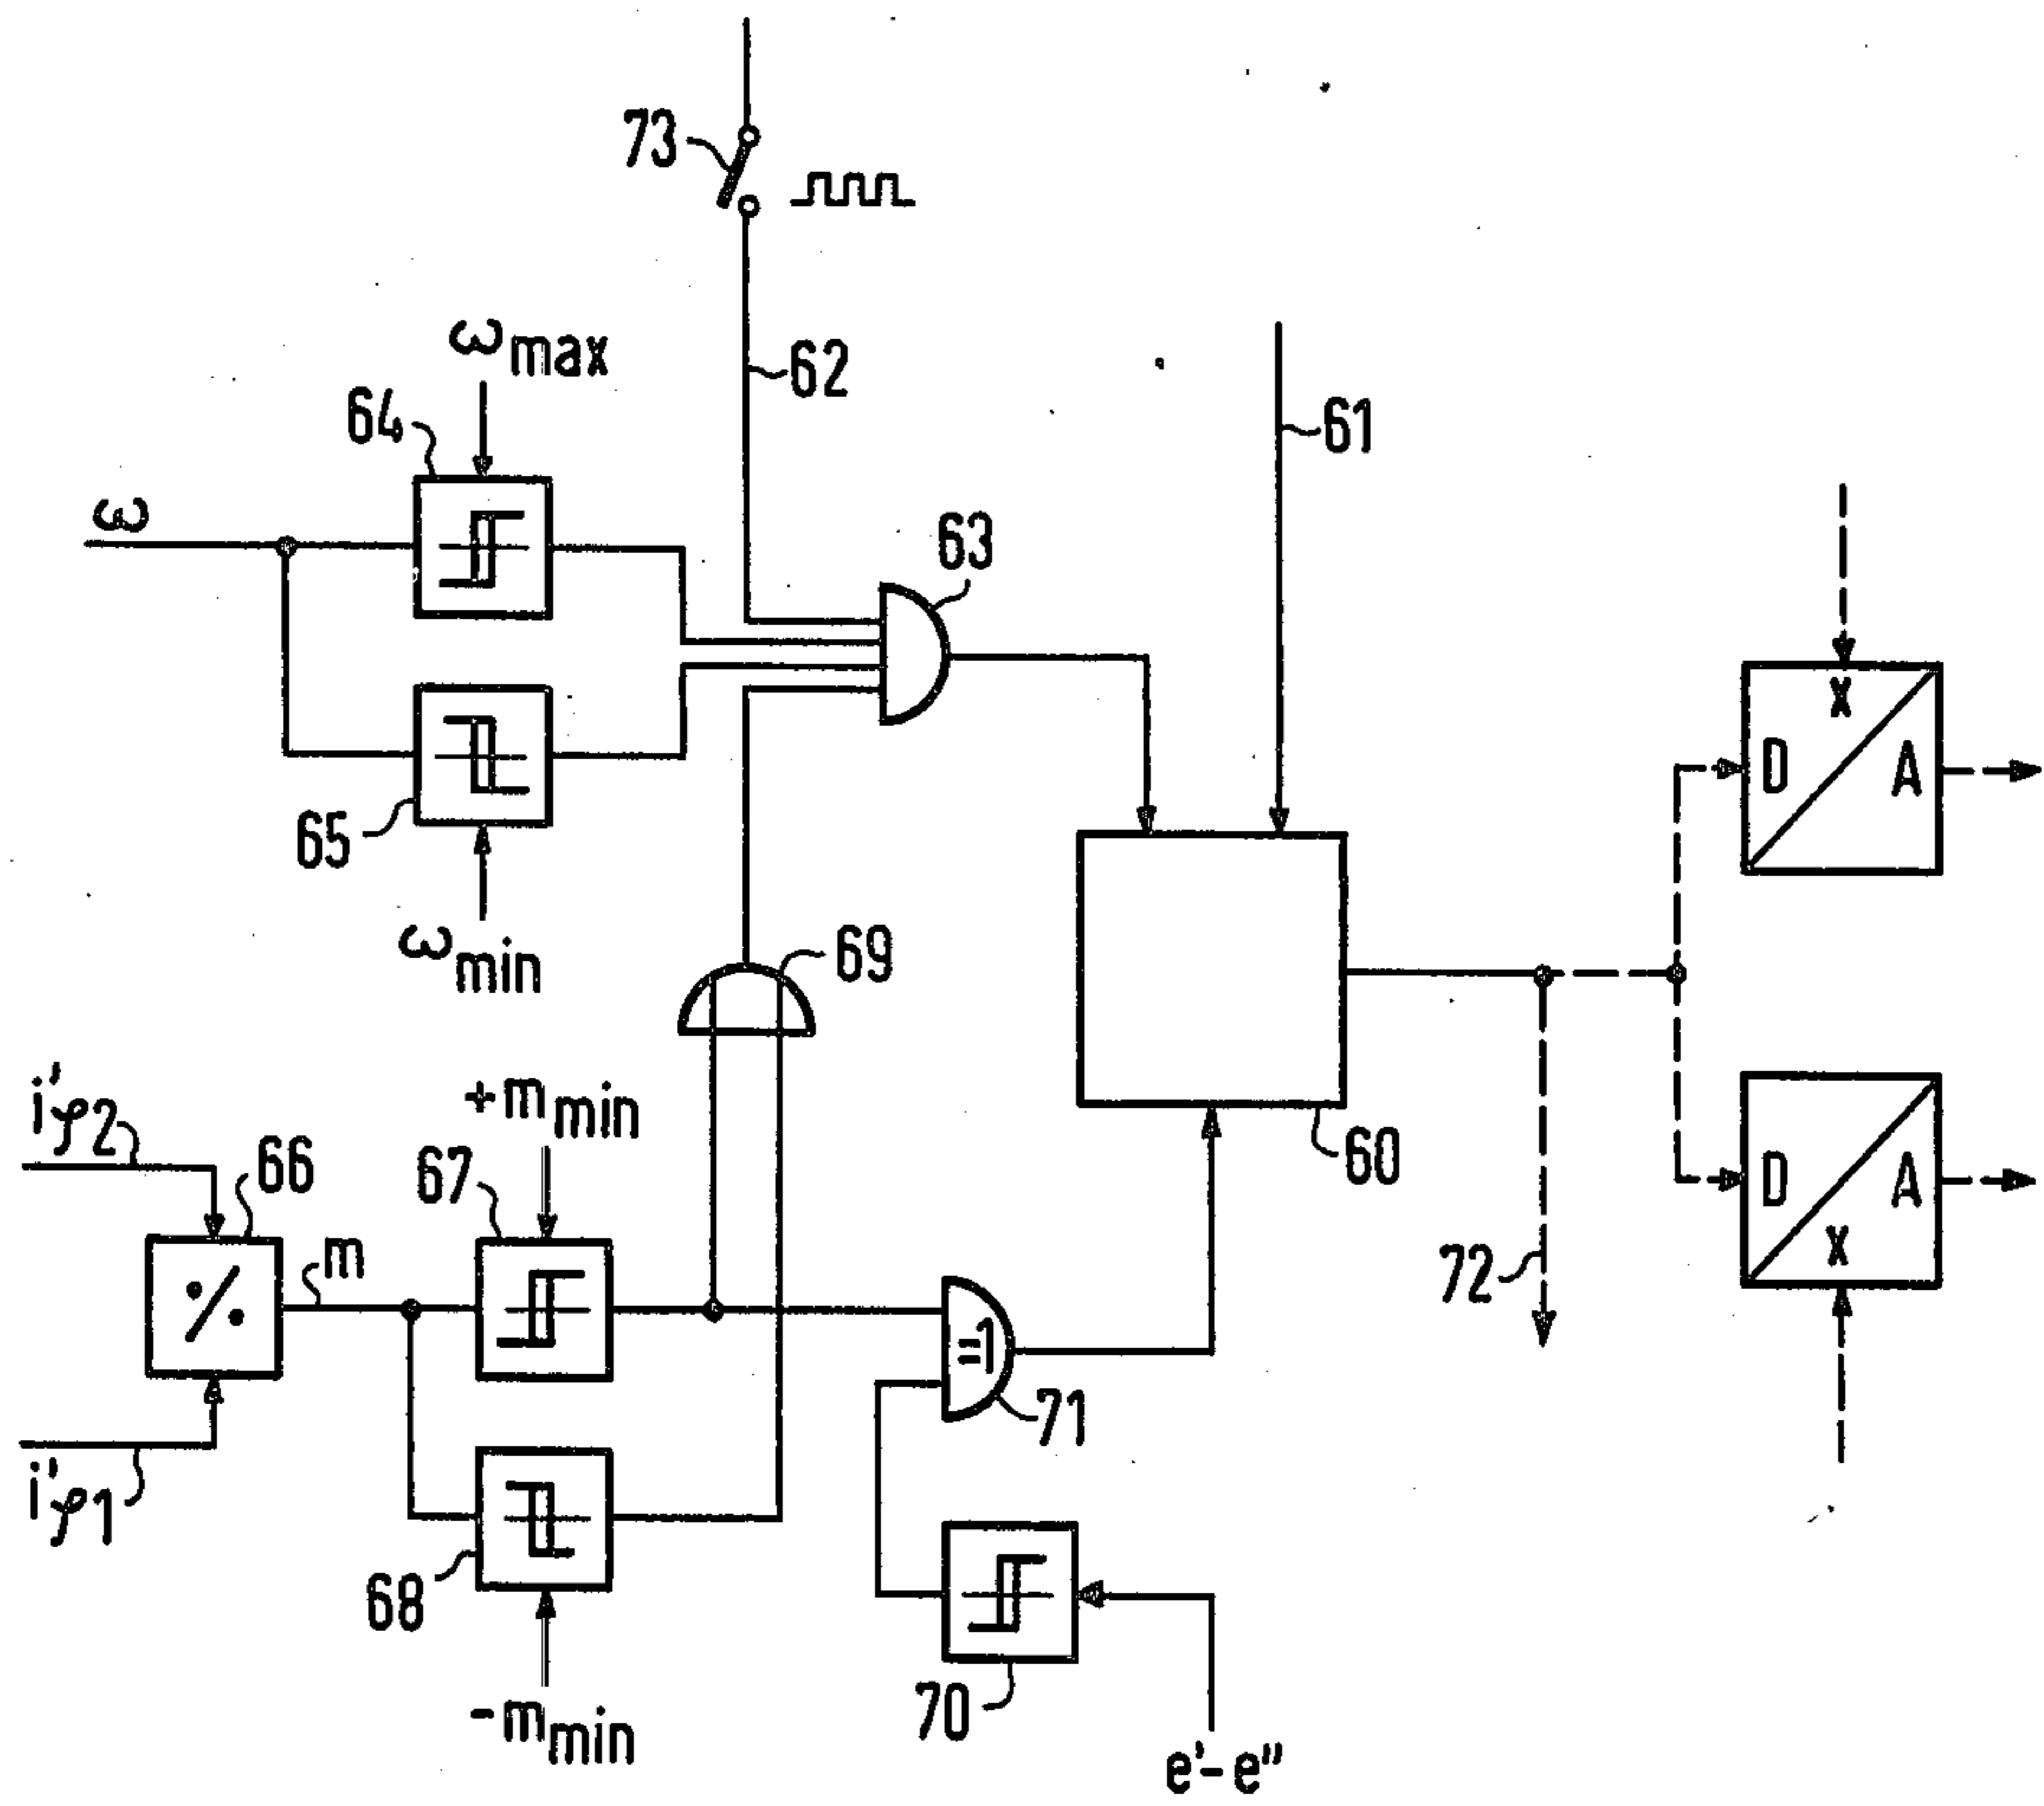 73
ωmax
62
64
61
ω
63
X
D
A
65
ωmin
69
i'φ2
+mmin
66
67
60
m
D
A
X
72
=1
71
i'φ1
68
70
-mmin
e'-e"